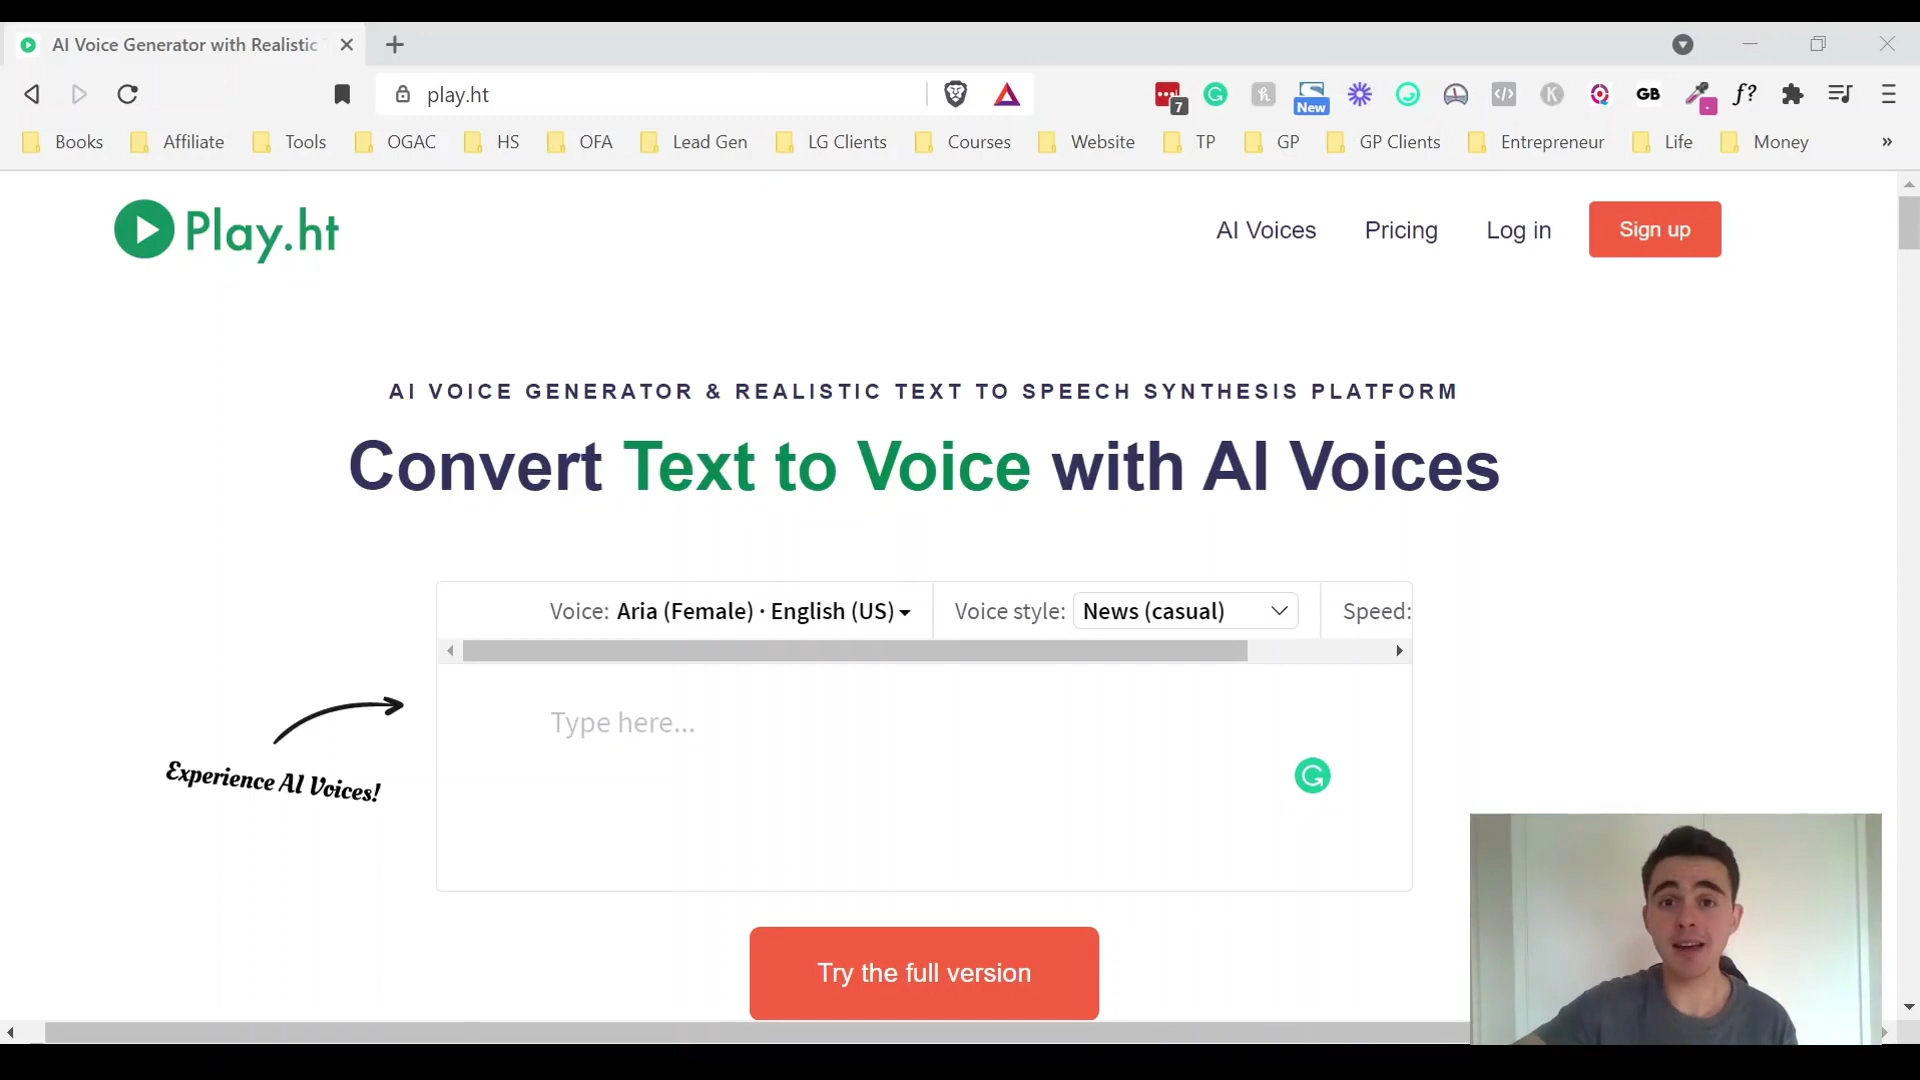 AI Voice Generator with Realistic
play.ht
7
New
GB
f?
Books
Affiliate
Tools
OGAC
HS
OFA
Lead Gen
LG Clients
Courses
Website
TP
GP
GP Clients
Entrepreneur
Life
Money
»
Play.ht
AI Voices
Pricing
Log in
Sign up
AI VOICE GENERATOR & REALISTIC TEXT TO SPEECH SYNTHESIS PLATFORM
Convert Text to Voice with AI Voices
Voice: Aria (Female) · English (US)
Voice style: News (casual)
Speed:
Type here...
Experience AI Voices!
Try the full version